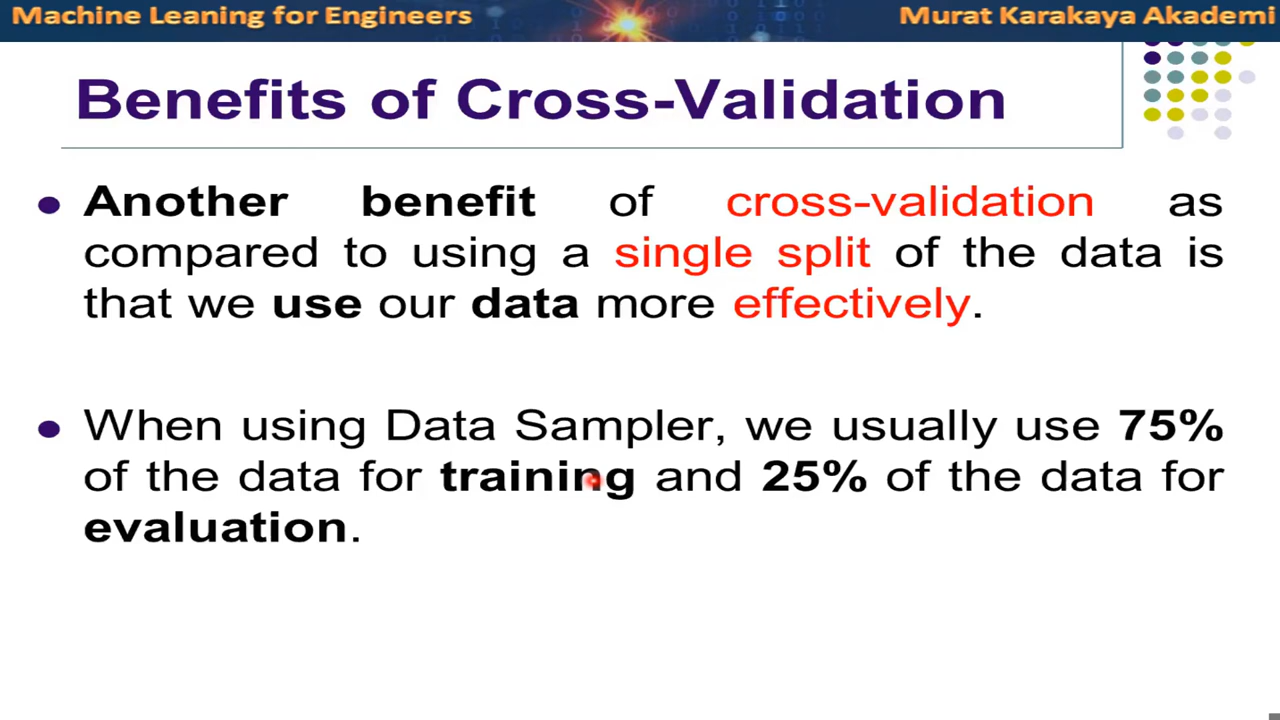 Machine Leaning for Engineers
Murat Karakaya Akademi
Benefits of Cross-Validation
Another benefit of cross-validation as
compared to using a single split of the data is
that we use our data more effectively.
When using Data Sampler, we usually use 75%
of the data for training and 25% of the data for
evaluation.